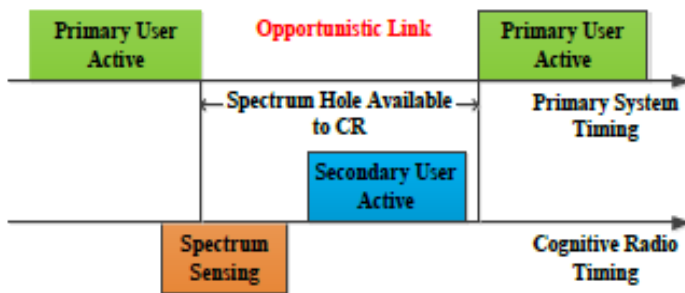 Primary User
Active
Opportunistic Link
Primary User
Active
Spectrum Hole Available
to CR
Primary System
Timing
Secondary User
Active
Spectrum
Sensing
Cognitive Radio
Timing